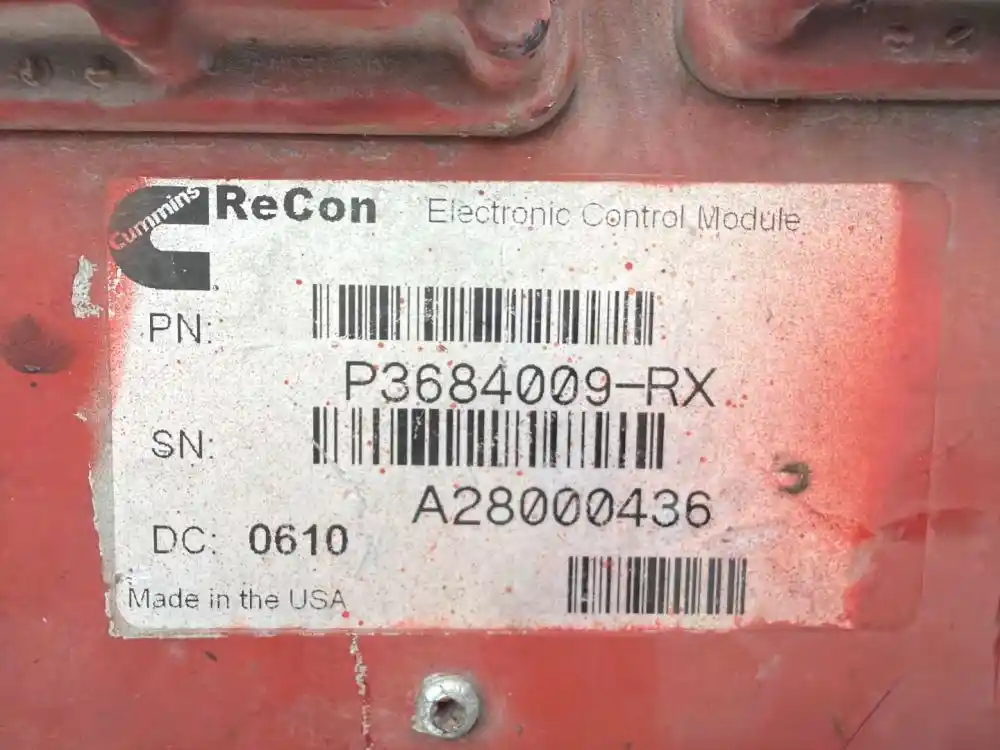 Cummins
ReCon Electronic Control Module
PN:
P3684009-RX
SN:
A28000436
DC: 0610
Made in the USA